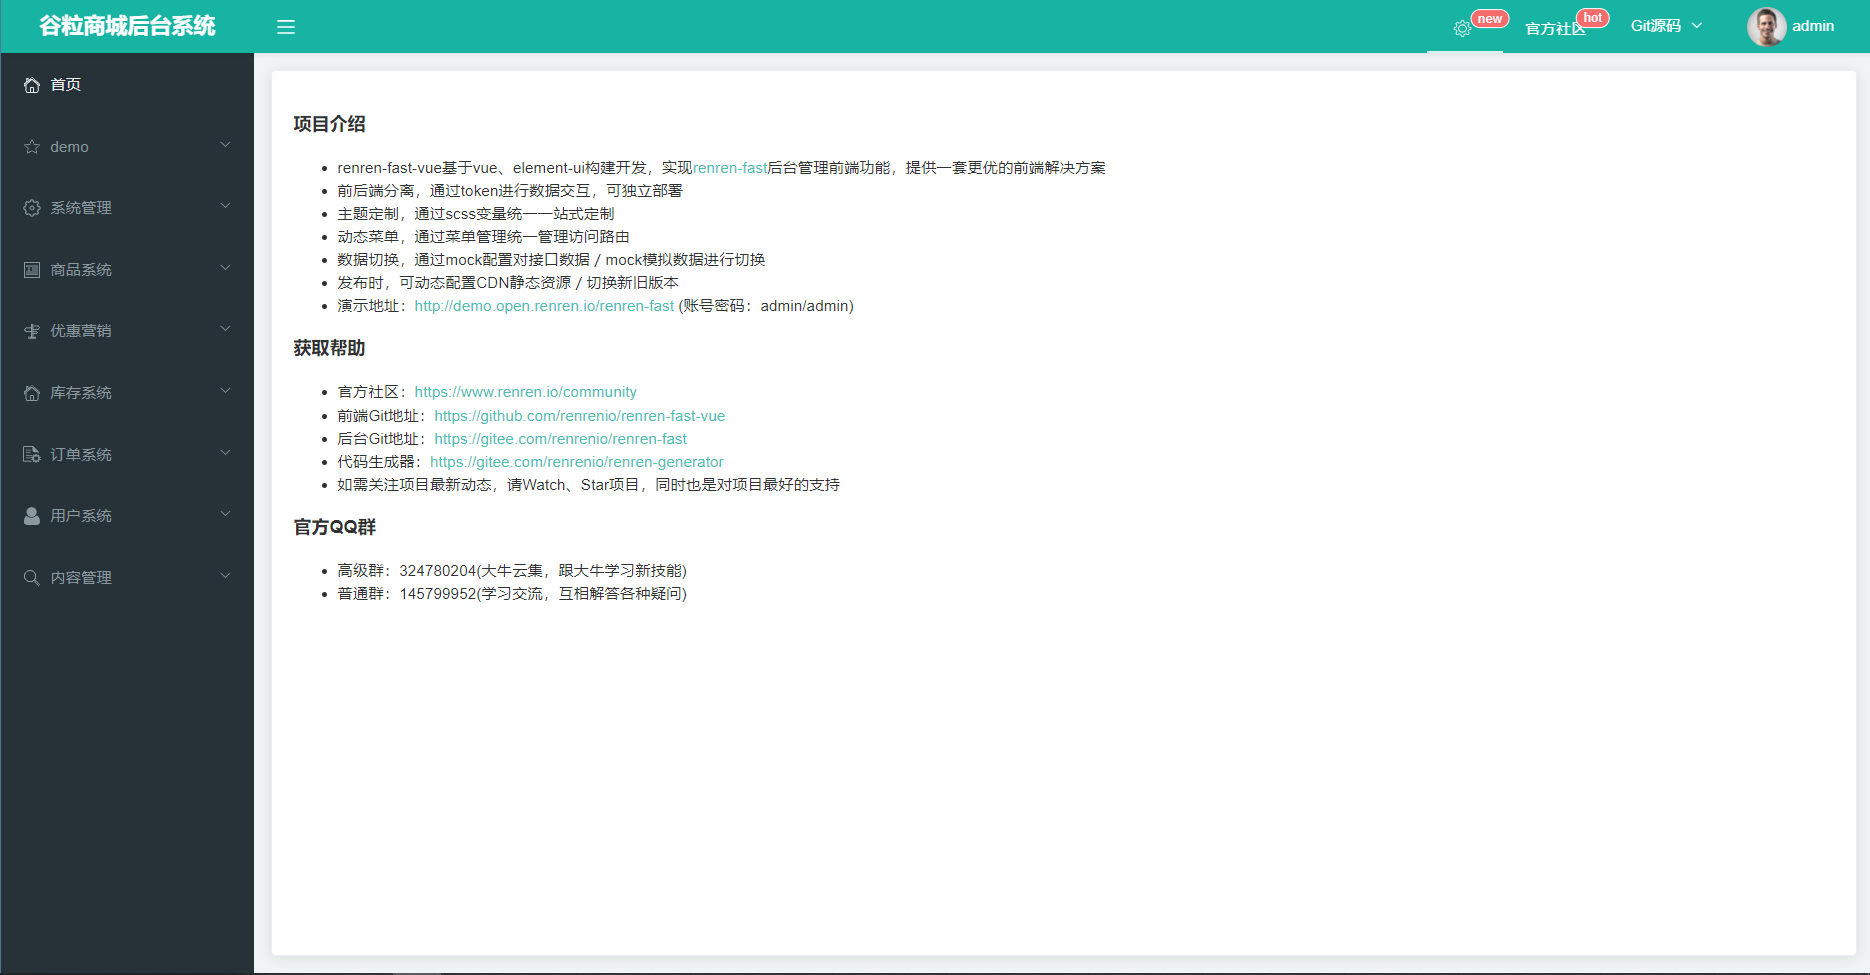 谷粒商城后台系统
new
官方社区
hot
Git源码
admin
首页
demo
系统管理
商品系统
优惠营销
库存系统
订单系统
用户系统
内容管理
项目介绍
renren-fast-vue基于vue、element-ui构建开发，实现renren-fast后台管理前端功能，提供一套更优的前端解决方案
前后端分离，通过token进行数据交互，可独立部署
主题定制，通过scss变量统一一站式定制
动态菜单，通过菜单管理统一管理访问路由
数据切换，通过mock配置对接口数据／mock模拟数据进行切换
发布时，可动态配置CDN静态资源／切换新旧版本
演示地址：http://demo.open.renren.io/renren-fast (账号密码：admin/admin)
获取帮助
官方社区：https://www.renren.io/community
前端Git地址：https://github.com/renrenio/renren-fast-vue
后台Git地址：https://gitee.com/renrenio/renren-fast
代码生成器：https://gitee.com/renrenio/renren-generator
如需关注项目最新动态，请Watch、Star项目，同时也是对项目最好的支持
官方QQ群
高级群：324780204(大牛云集，跟大牛学习新技能)
普通群：145799952(学习交流，互相解答各种疑问)